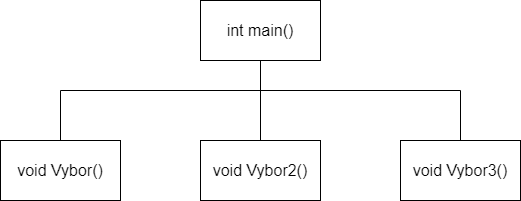 int main()
void Vybor()
void Vybor2()
void Vybor3()